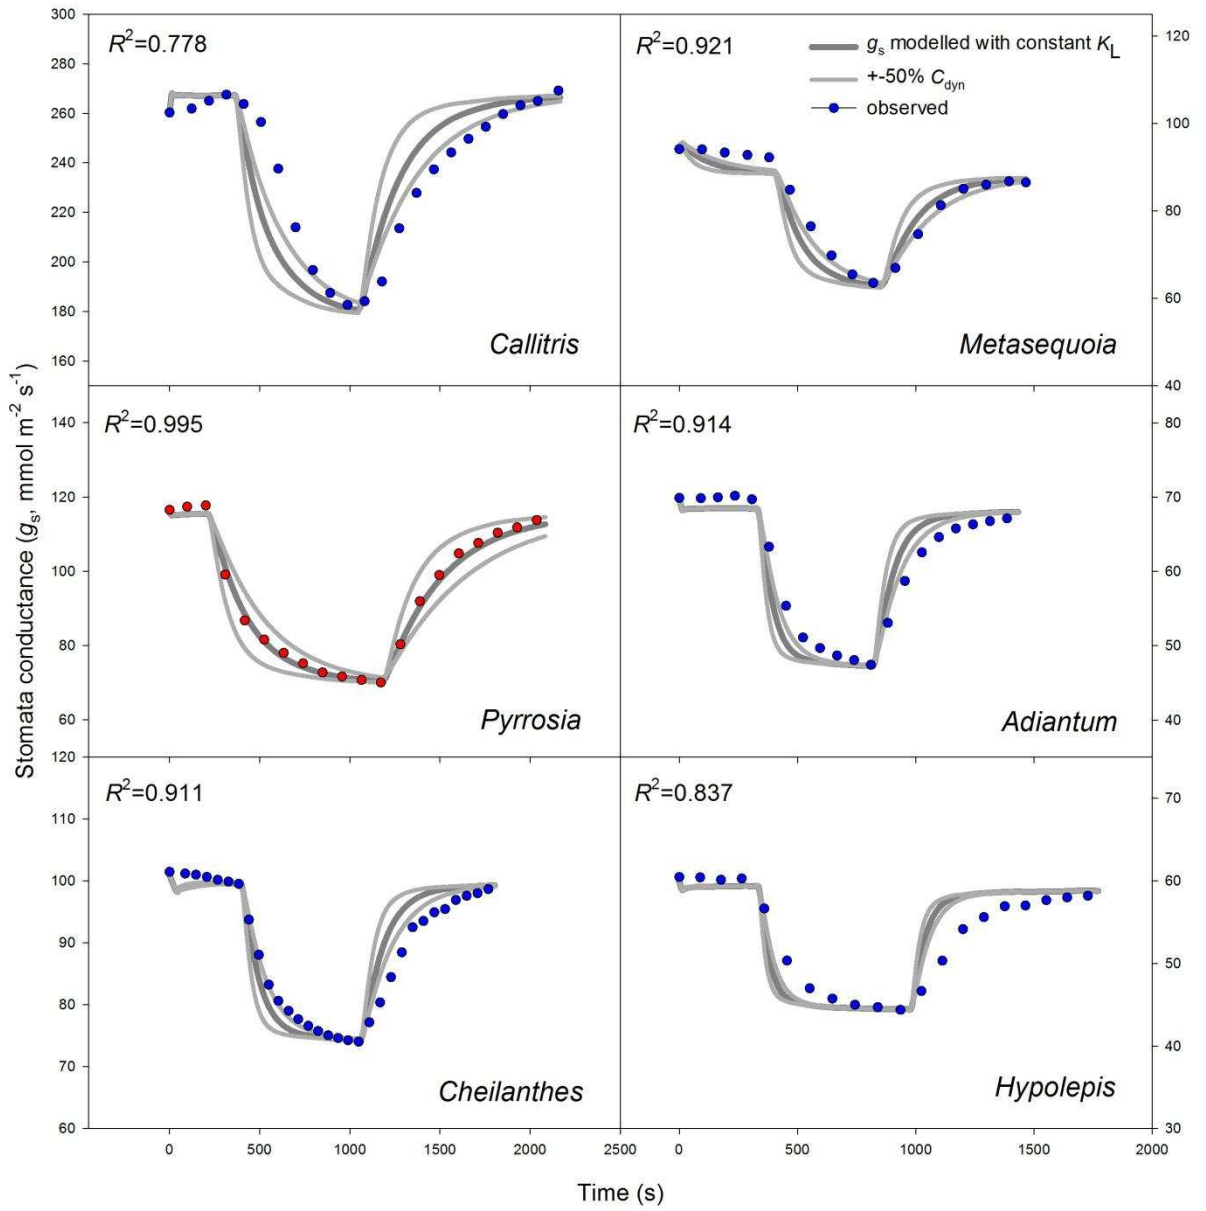 300
280
260
240
220
200
180
160
R²=0.778
Callitris
R²=0.921
gₛ modelled with constant K_L
+-50% C_dyn
observed
Metasequoia
120
100
80
60
40
140
120
100
80
60
R²=0.995
Pyrrosia
R²=0.914
Adiantum
80
70
60
50
40
120
110
100
90
80
70
60
R²=0.911
Cheilanthes
R²=0.837
Hypolepis
70
60
50
40
30
0 500 1000 1500 2000 2500
0 500 1000 1500 2000
Stomata conductance (gₛ, mmol m⁻² s⁻¹)
Time (s)